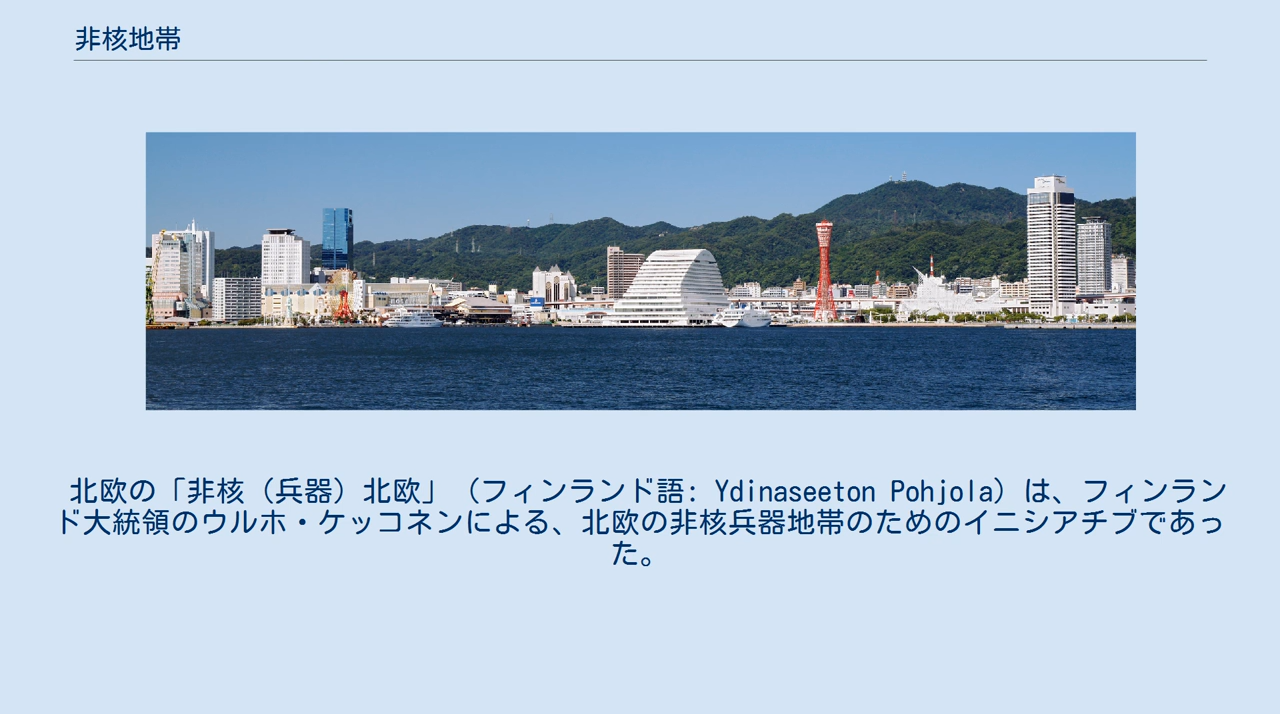 非核地帯
北欧の「非核（兵器）北欧」（フィンランド語: Ydinaseeton Pohjola）は、フィンラン
ド大統領のウルホ・ケッコネンによる、北欧の非核兵器地帯のためのイニシアチブであっ
た。